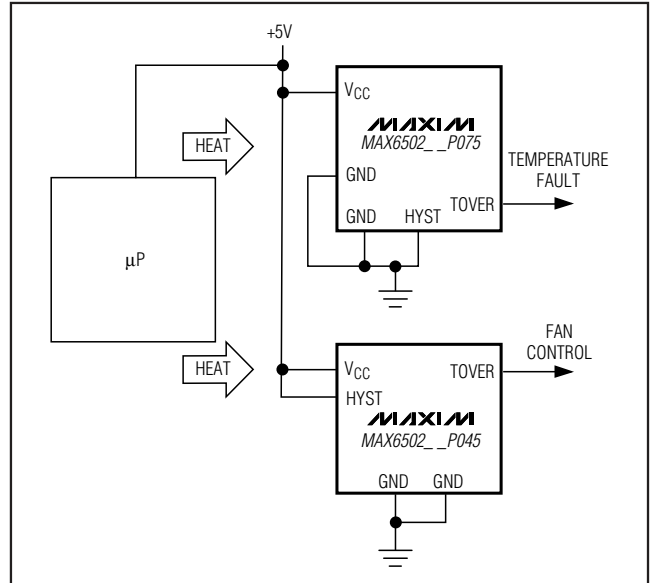 +5V
VCC
MAXIM
MAX6502_ _P075
HEAT
GND
TEMPERATURE
FAULT
TOVER
GND HYST
µP
FAN
CONTROL
HEAT
VCC
TOVER
HYST
MAXIM
MAX6502_ _P045
GND GND